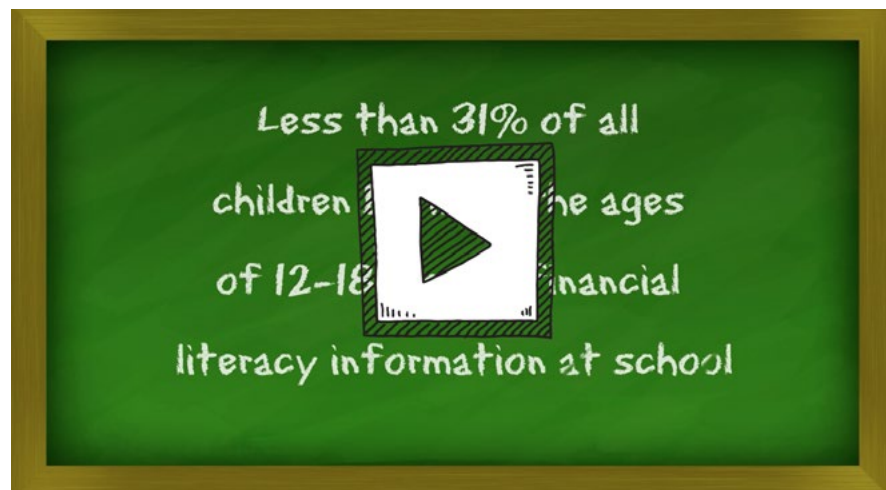 Less than 31% of all
children ages
of 12-18
literacy information at school